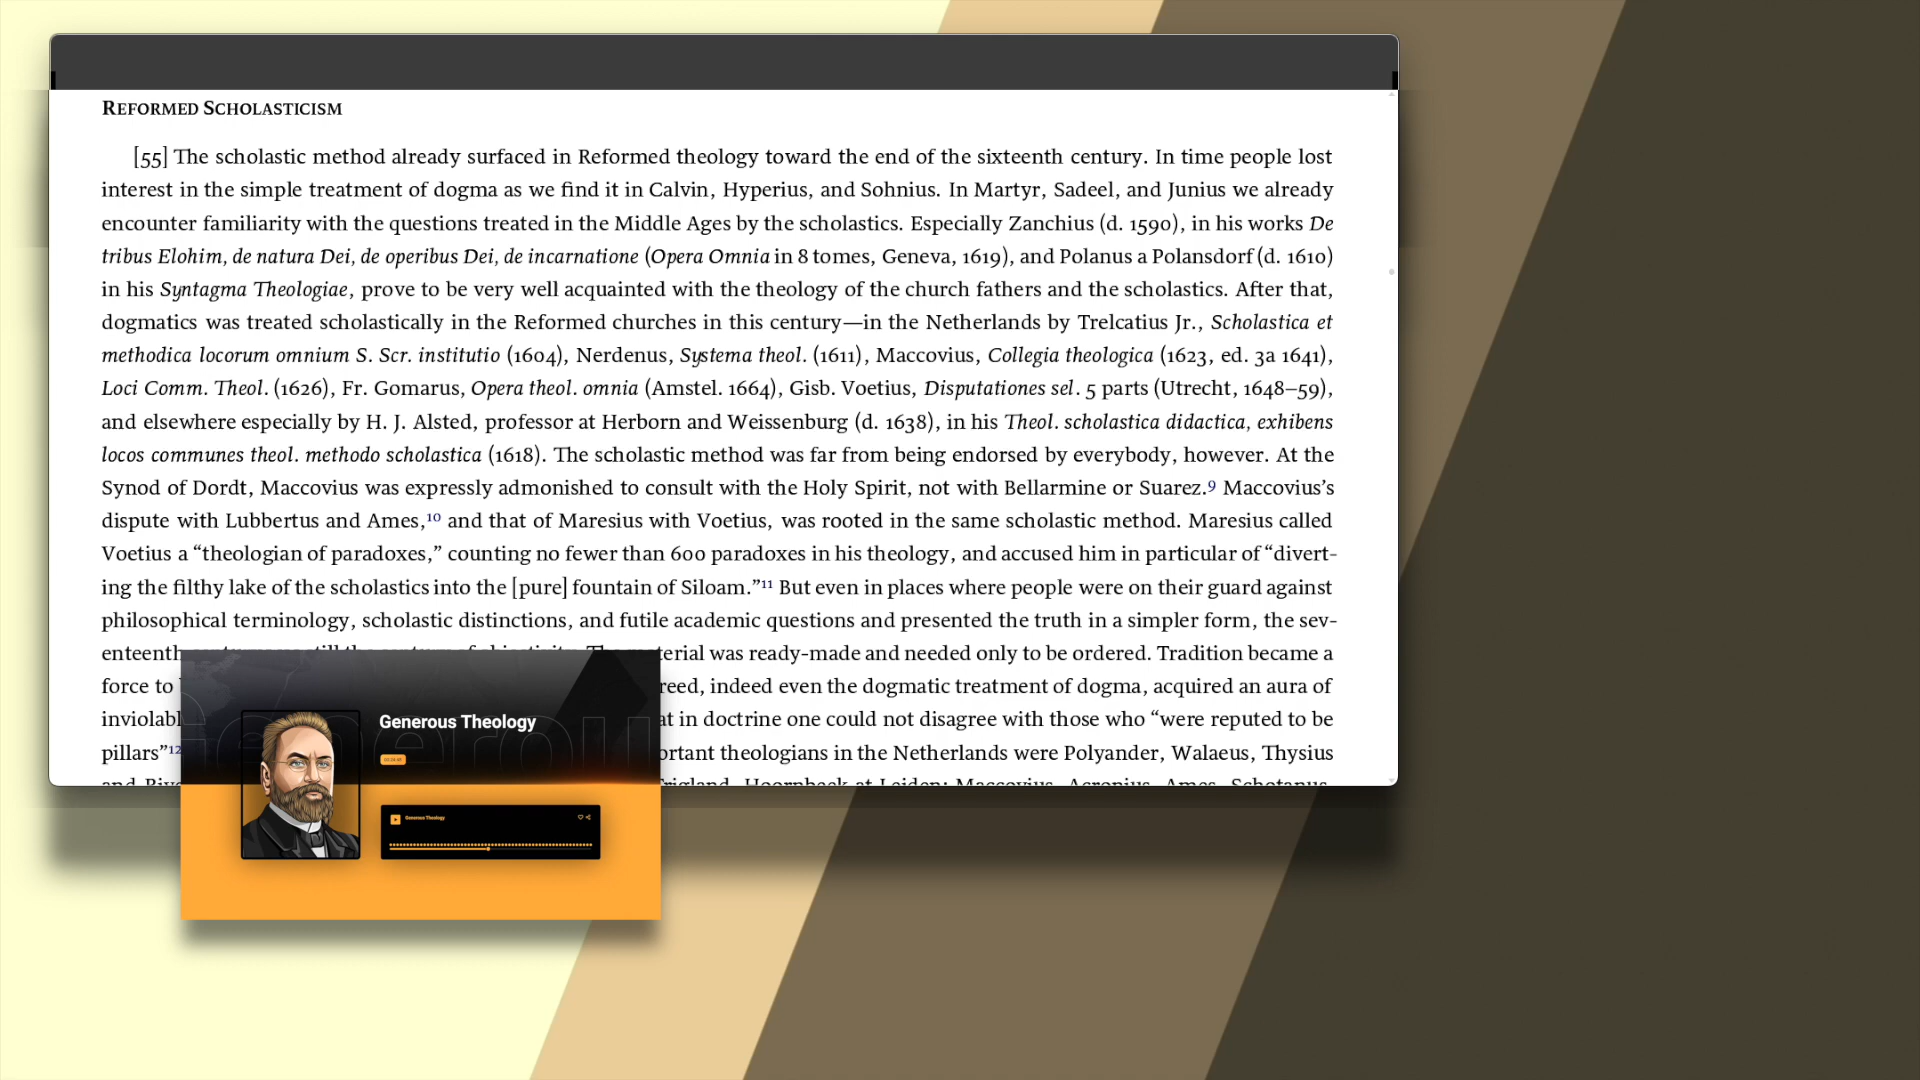 REFORMED SCHOLASTICISM
[55] The scholastic method already surfaced in Reformed theology toward the end of the sixteenth century. In time people lost
interest in the simple treatment of dogma as we find it in Calvin, Hyperius, and Sohnius. In Martyr, Sadeel, and Junius we already
encounter familiarity with the questions treated in the Middle Ages by the scholastics. Especially Zanchius (d. 1590), in his works De
tribus Elohim, de natura Dei, de operibus Dei, de incarnatione (Opera Omnia in 8 tomes, Geneva, 1619), and Polanus a Polansdorf (d. 1610)
in his Syntagma Theologiae, prove to be very well acquainted with the theology of the church fathers and the scholastics. After that,
dogmatics was treated scholastically in the Reformed churches in this century—in the Netherlands by Trelcatius Jr., Scholastica et
methodica locorum omnium S. Scr. institutio (1604), Nerdenus, Systema theol. (1611), Maccovius, Collegia theologica (1623, ed. 3a 1641),
Loci Comm. Theol. (1626), Fr. Gomarus, Opera theol. omnia (Amstel. 1664), Gisb. Voetius, Disputationes sel. 5 parts (Utrecht, 1648–59),
and elsewhere especially by H. J. Alsted, professor at Herborn and Weissenburg (d. 1638), in his Theol. scholastica didactica, exhibens
locos communes theol. methodo scholastica (1618). The scholastic method was far from being endorsed by everybody, however. At the
Synod of Dordt, Maccovius was expressly admonished to consult with the Holy Spirit, not with Bellarmine or Suarez.9 Maccovius’s
dispute with Lubbertus and Ames,10 and that of Maresius with Voetius, was rooted in the same scholastic method. Maresius called
Voetius a “theologian of paradoxes,” counting no fewer than 600 paradoxes in his theology, and accused him in particular of “divert-
ing the filthy lake of the scholastics into the [pure] fountain of Siloam.”11 But even in places where people were on their guard against
philosophical terminology, scholastic distinctions, and futile academic questions and presented the truth in a simpler form, the sev-
enteenth material was ready-made and needed only to be ordered. Tradition became a
force to reed, indeed even the dogmatic treatment of dogma, acquired an aura of
inviolabl at in doctrine one could not disagree with those who “were reputed to be
pillars”12 ortant theologians in the Netherlands were Polyander, Walaeus, Thysius
Trigland, Hoornbeek at Leiden; Maccovius, Acronius, Ames, Schotanus,
Generous Theology
Generous Theology